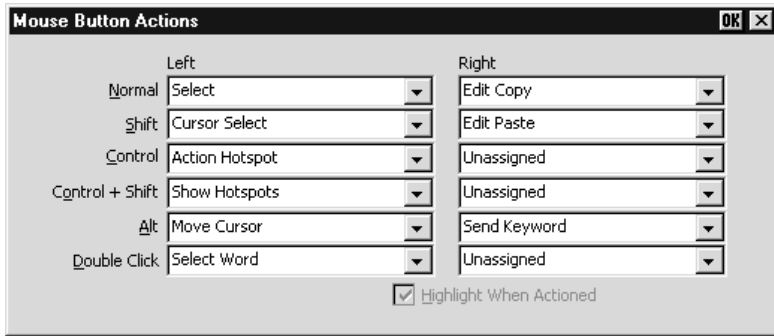 Mouse Button Actions OK
Left Right
Normal Select Edit Copy
Shift Cursor Select Edit Paste
Control Action Hotspot Unassigned
Control + Shift Show Hotspots Unassigned
Alt Move Cursor Send Keyword
Double Click Select Word Unassigned
Highlight When Actioned